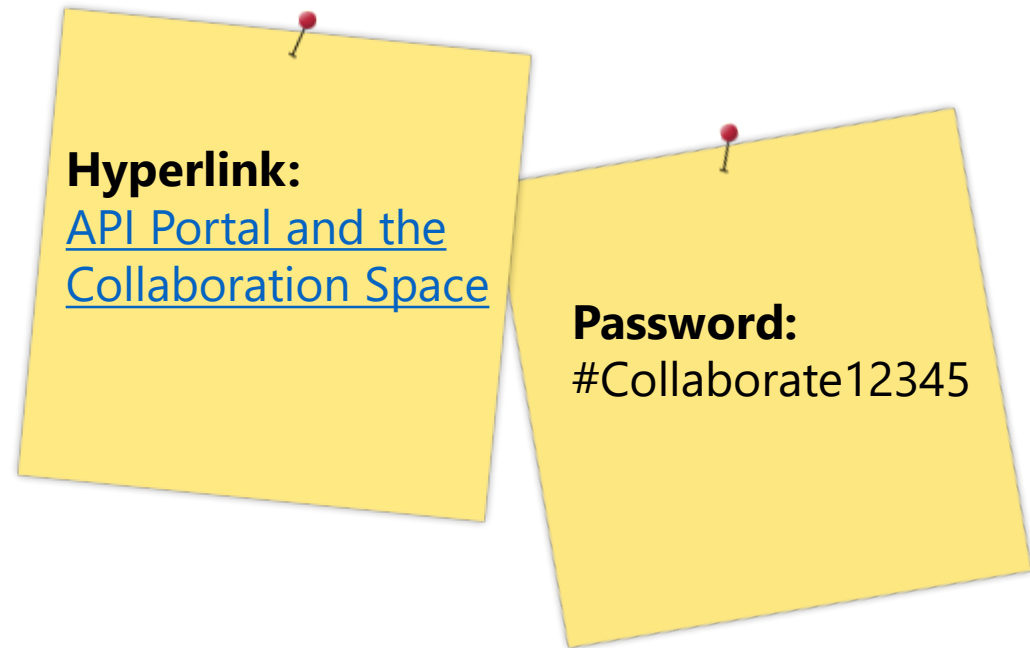 Hyperlink:
API Portal and the
Collaboration Space
Password:
#Collaborate12345